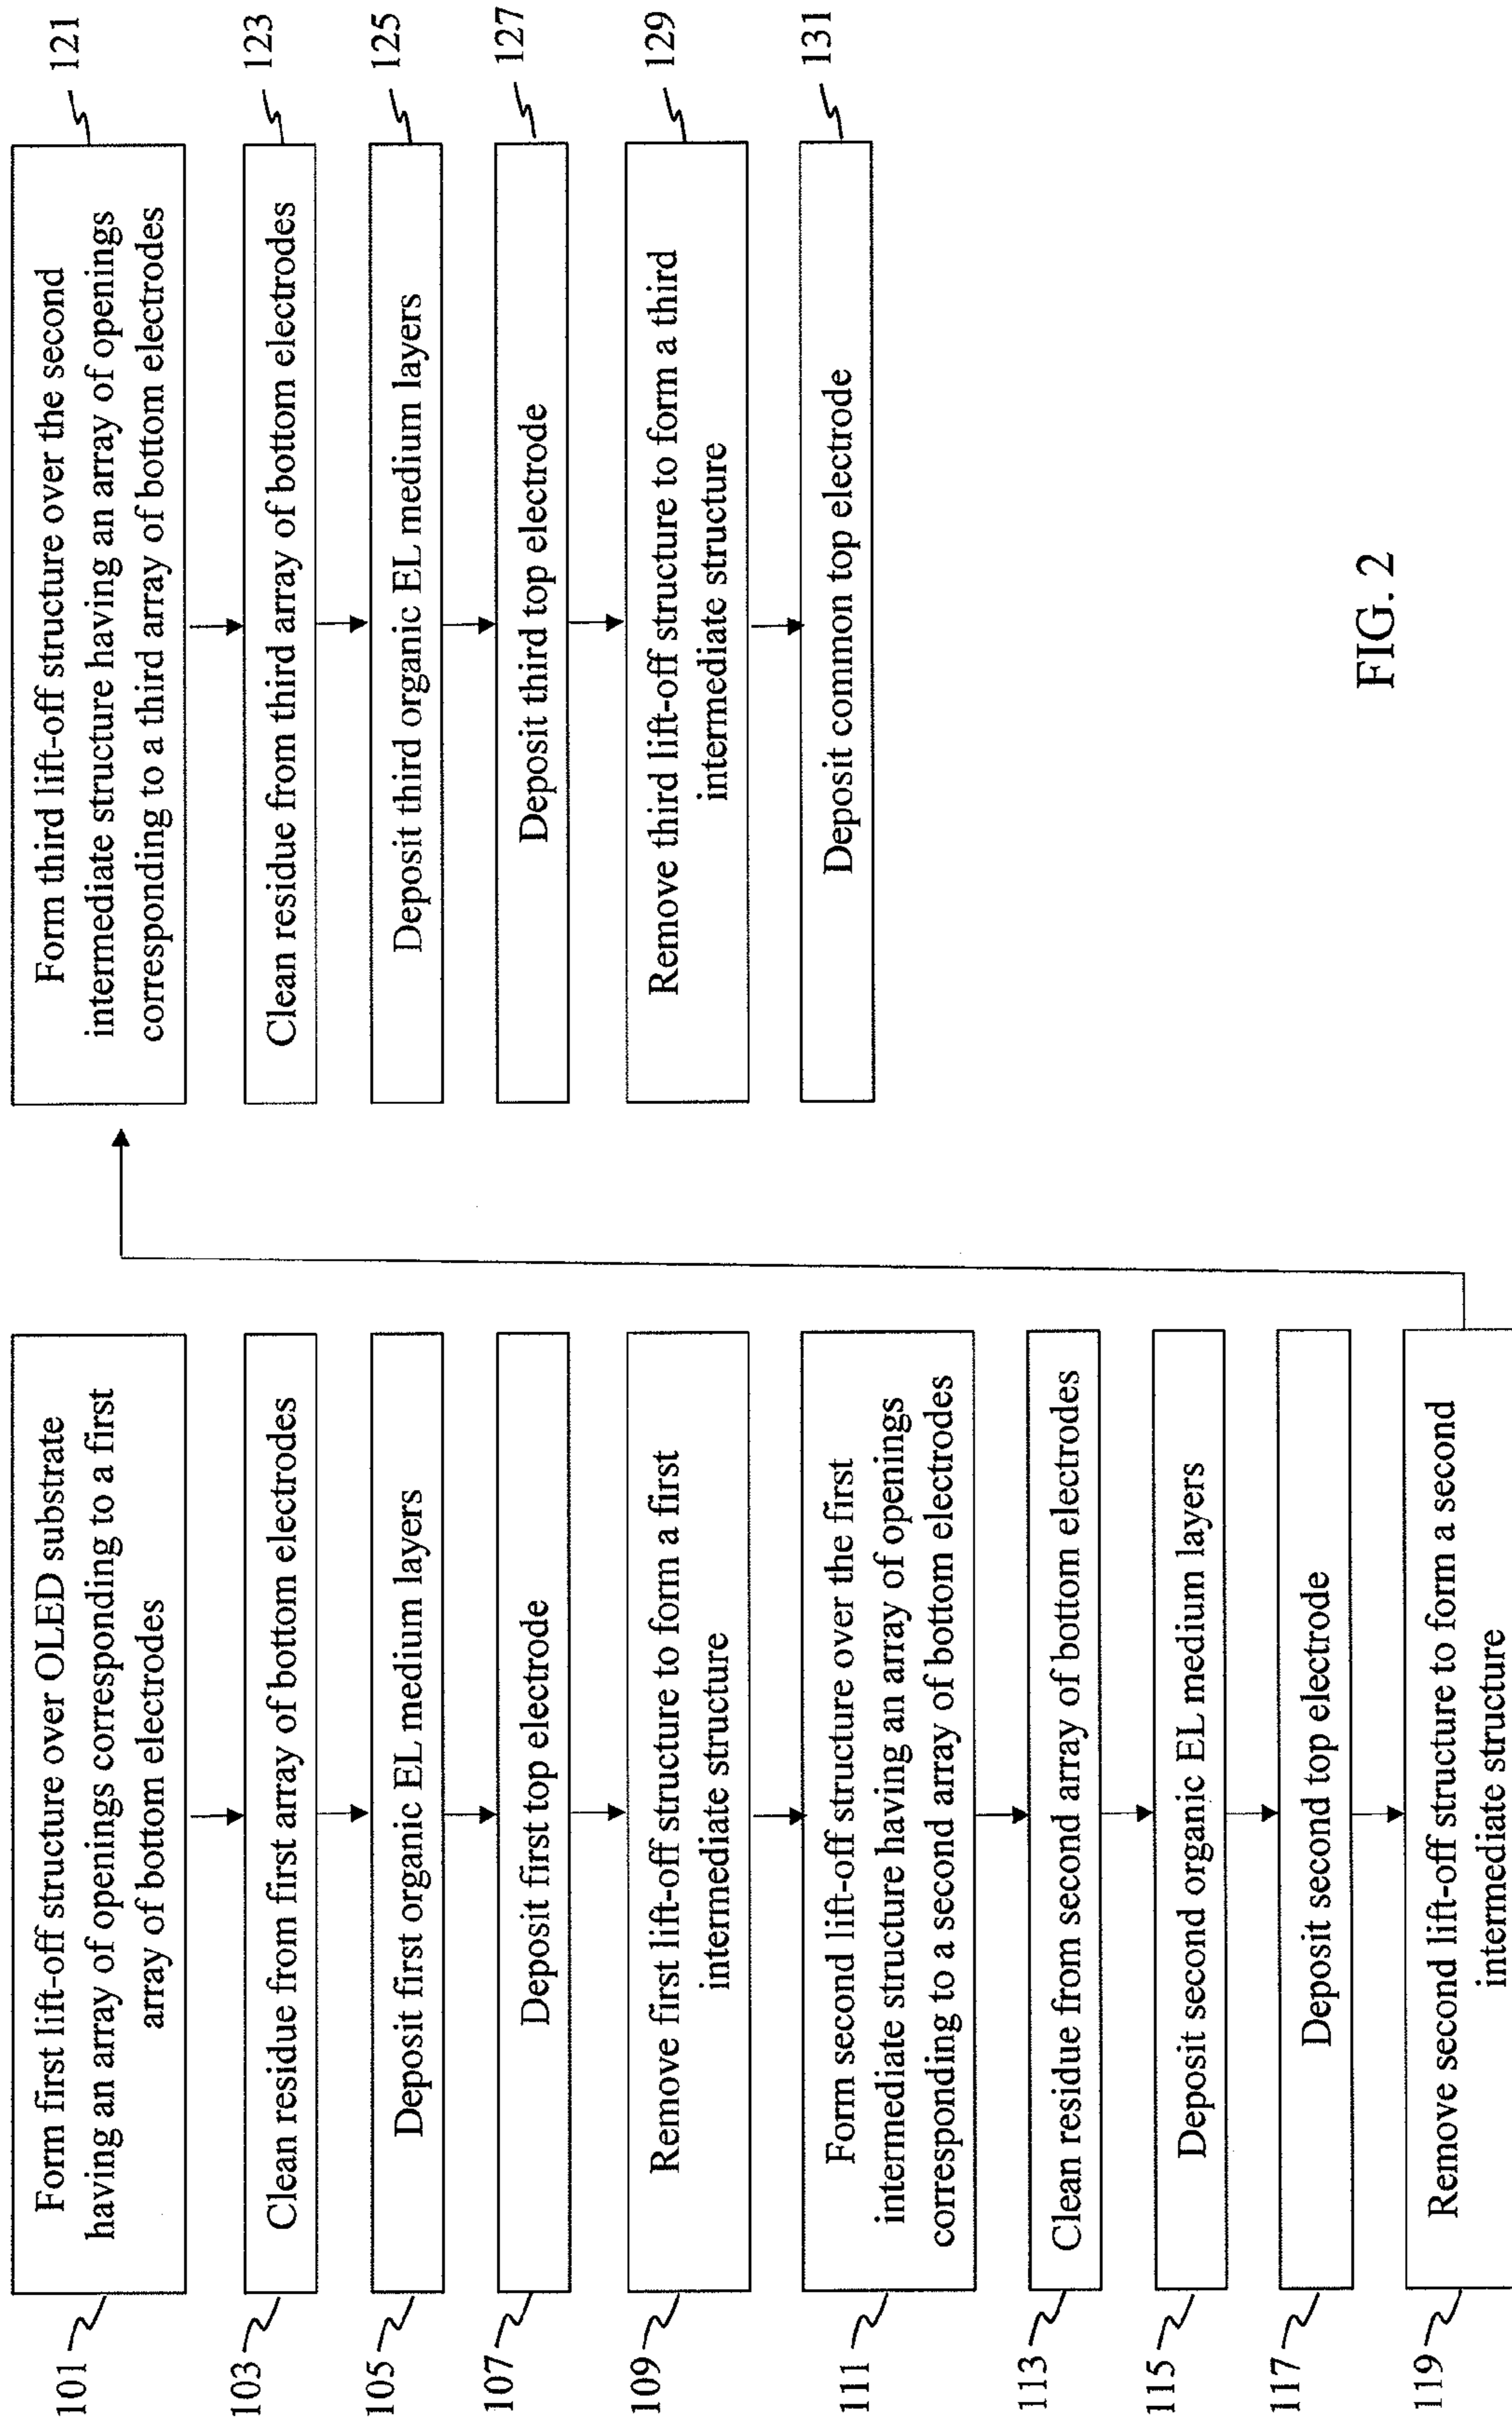 101
Form first lift-off structure over OLED substrate
having an array of openings corresponding to a first
array of bottom electrodes
103
Clean residue from first array of bottom electrodes
105
Deposit first organic EL medium layers
107
Deposit first top electrode
109
Remove first lift-off structure to form a first
intermediate structure
111
Form second lift-off structure over the first
intermediate structure having an array of openings
corresponding to a second array of bottom electrodes
113
Clean residue from second array of bottom electrodes
115
Deposit second organic EL medium layers
117
Deposit second top electrode
119
Remove second lift-off structure to form a second
intermediate structure
Form third lift-off structure over the second
intermediate structure having an array of openings
corresponding to a third array of bottom electrodes
121
Clean residue from third array of bottom electrodes
123
Deposit third organic EL medium layers
125
Deposit third top electrode
127
Remove third lift-off structure to form a third
intermediate structure
129
Deposit common top electrode
131
FIG. 2